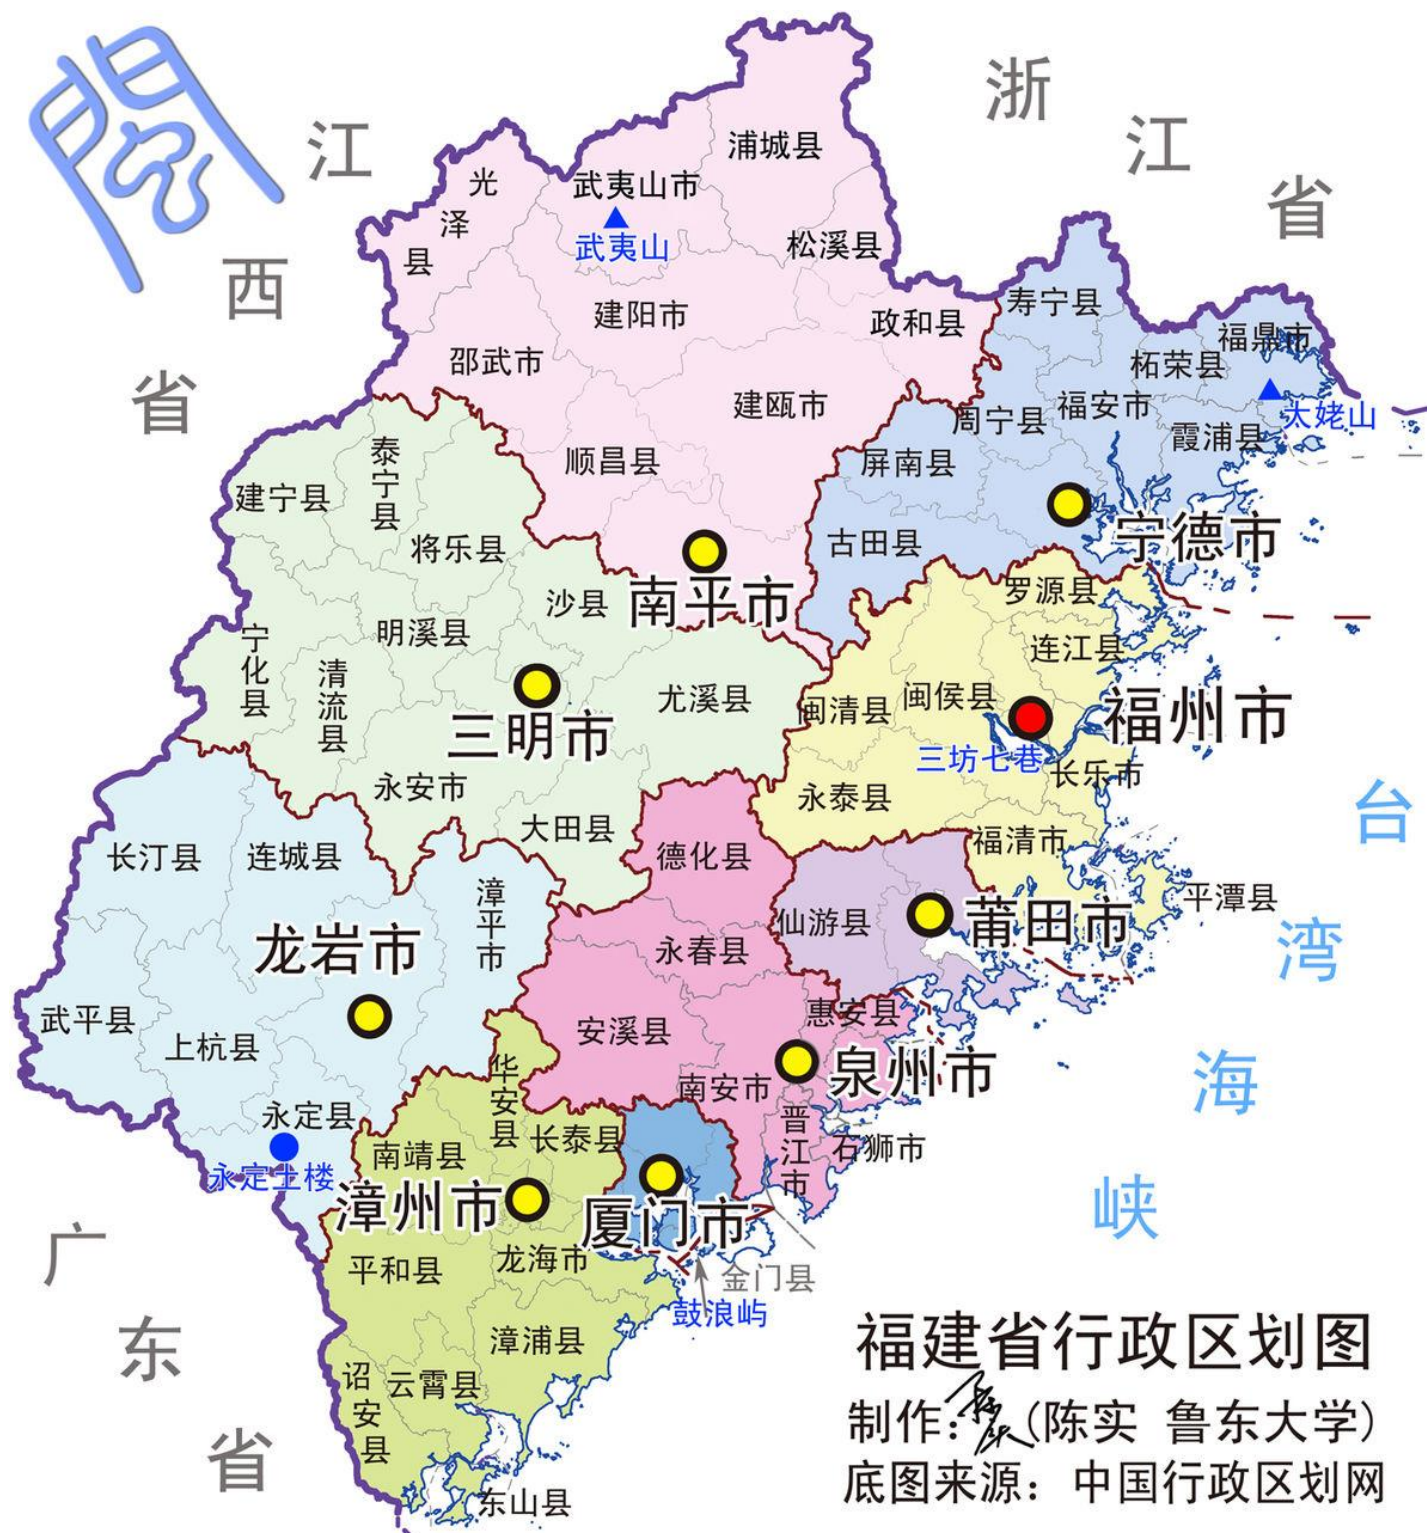 闽
浙江省
江西省
浦城县
光泽县
武夷山市
武夷山
松溪县
建阳市
政和县
寿宁县
福鼎市
柘荣县
邵武市
建瓯市
周宁县
福安市
太姥山
霞浦县
泰宁县
顺昌县
屏南县
建宁县
将乐县
古田县
宁德市
沙县
南平市
罗源县
宁化县
明溪县
连江县
清流县
尤溪县
闽清县
闽侯县
福州市
三明市
三坊七巷
长乐市
永安市
永泰县
台湾海峡
大田县
福清市
长汀县
连城县
德化县
漳平市
平潭县
仙游县
莆田市
龙岩市
永春县
武平县
上杭县
安溪县
惠安县
华安县
泉州市
南安市
永定县
晋江市
南靖县
长泰县
石狮市
永定土楼
漳州市
厦门市
广东省
平和县
龙海市
金门县
鼓浪屿
漳浦县
诏安县
云霄县
东山县
福建省行政区划图
制作:(陈实 鲁东大学)
底图来源：中国行政区划网